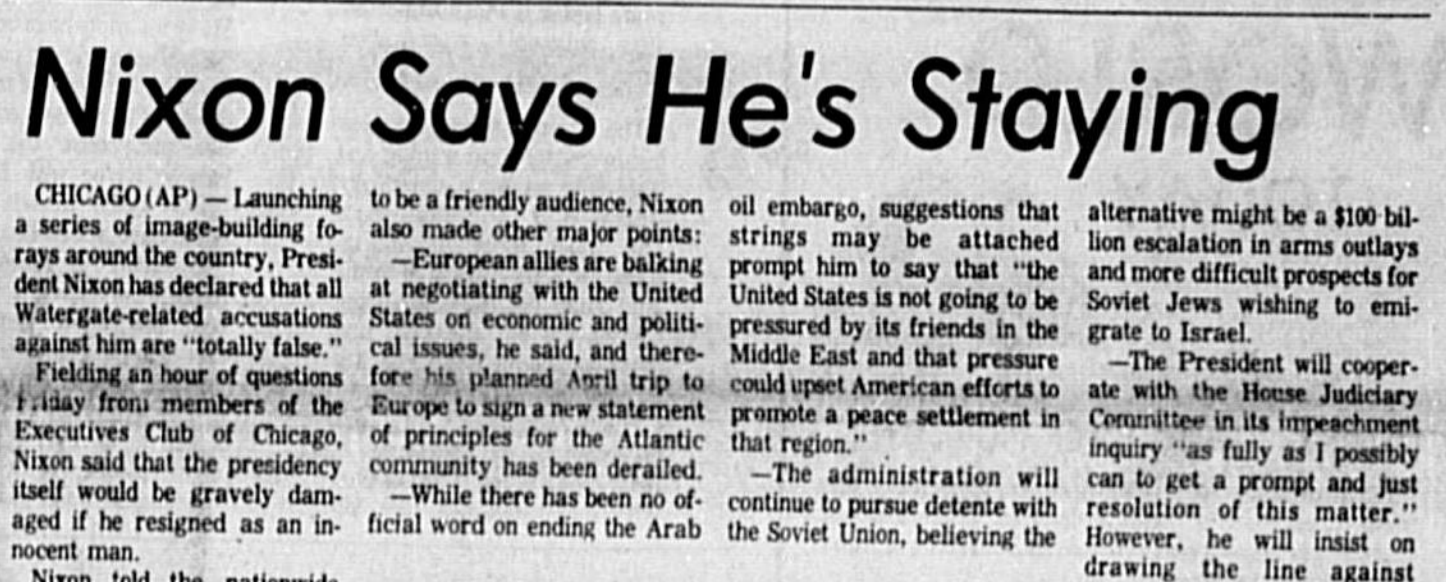 Nixon Says He's Staying
CHICAGO (AP) — Launching
a series of image-building fo-
rays around the country, Presi-
dent Nixon has declared that all
Watergate-related accusations
against him are "totally false."
Fielding an hour of questions
Friday from members of the
Executives Club of Chicago,
Nixon said that the presidency
itself would be gravely dam-
aged if he resigned as an in-
nocent man.
Nixon told the nationwide
to be a friendly audience, Nixon
also made other major points:
—European allies are balking
at negotiating with the United
States on economic and politi-
cal issues, he said, and there-
fore his planned April trip to
Europe to sign a new statement
of principles for the Atlantic
community has been derailed.
—While there has been no of-
ficial word on ending the Arab
oil embargo, suggestions that
strings may be attached
prompt him to say that "the
United States is not going to be
pressured by its friends in the
Middle East and that pressure
could upset American efforts to
promote a peace settlement in
that region."
—The administration will
continue to pursue detente with
the Soviet Union, believing the
alternative might be a $100 bil-
lion escalation in arms outlays
and more difficult prospects for
Soviet Jews wishing to emi-
grate to Israel.
—The President will cooper-
ate with the House Judiciary
Committee in its impeachment
inquiry "as fully as I possibly
can to get a prompt and just
resolution of this matter."
However, he will insist on
drawing the line against